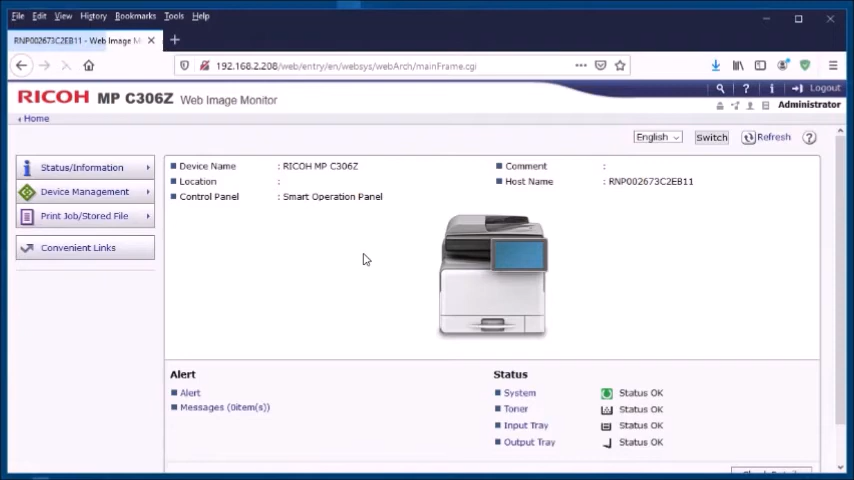 File Edit View History Bookmarks Tools Help
RNP002673C2EB11 - Web Image M
192.168.2.208/web/entry/en/websys/webArch/mainFrame.cgi
RICOH MP C306Z Web Image Monitor
Logout
Administrator
Home
English Switch Refresh
Status/Information
Device Management
Print Job/Stored File
Convenient Links
Device Name : RICOH MP C306Z
Comment :
Location :
Host Name : RNP002673C2EB11
Control Panel : Smart Operation Panel
Alert
Alert
Messages (0item(s))
Status
System Status OK
Toner Status OK
Input Tray Status OK
Output Tray Status OK